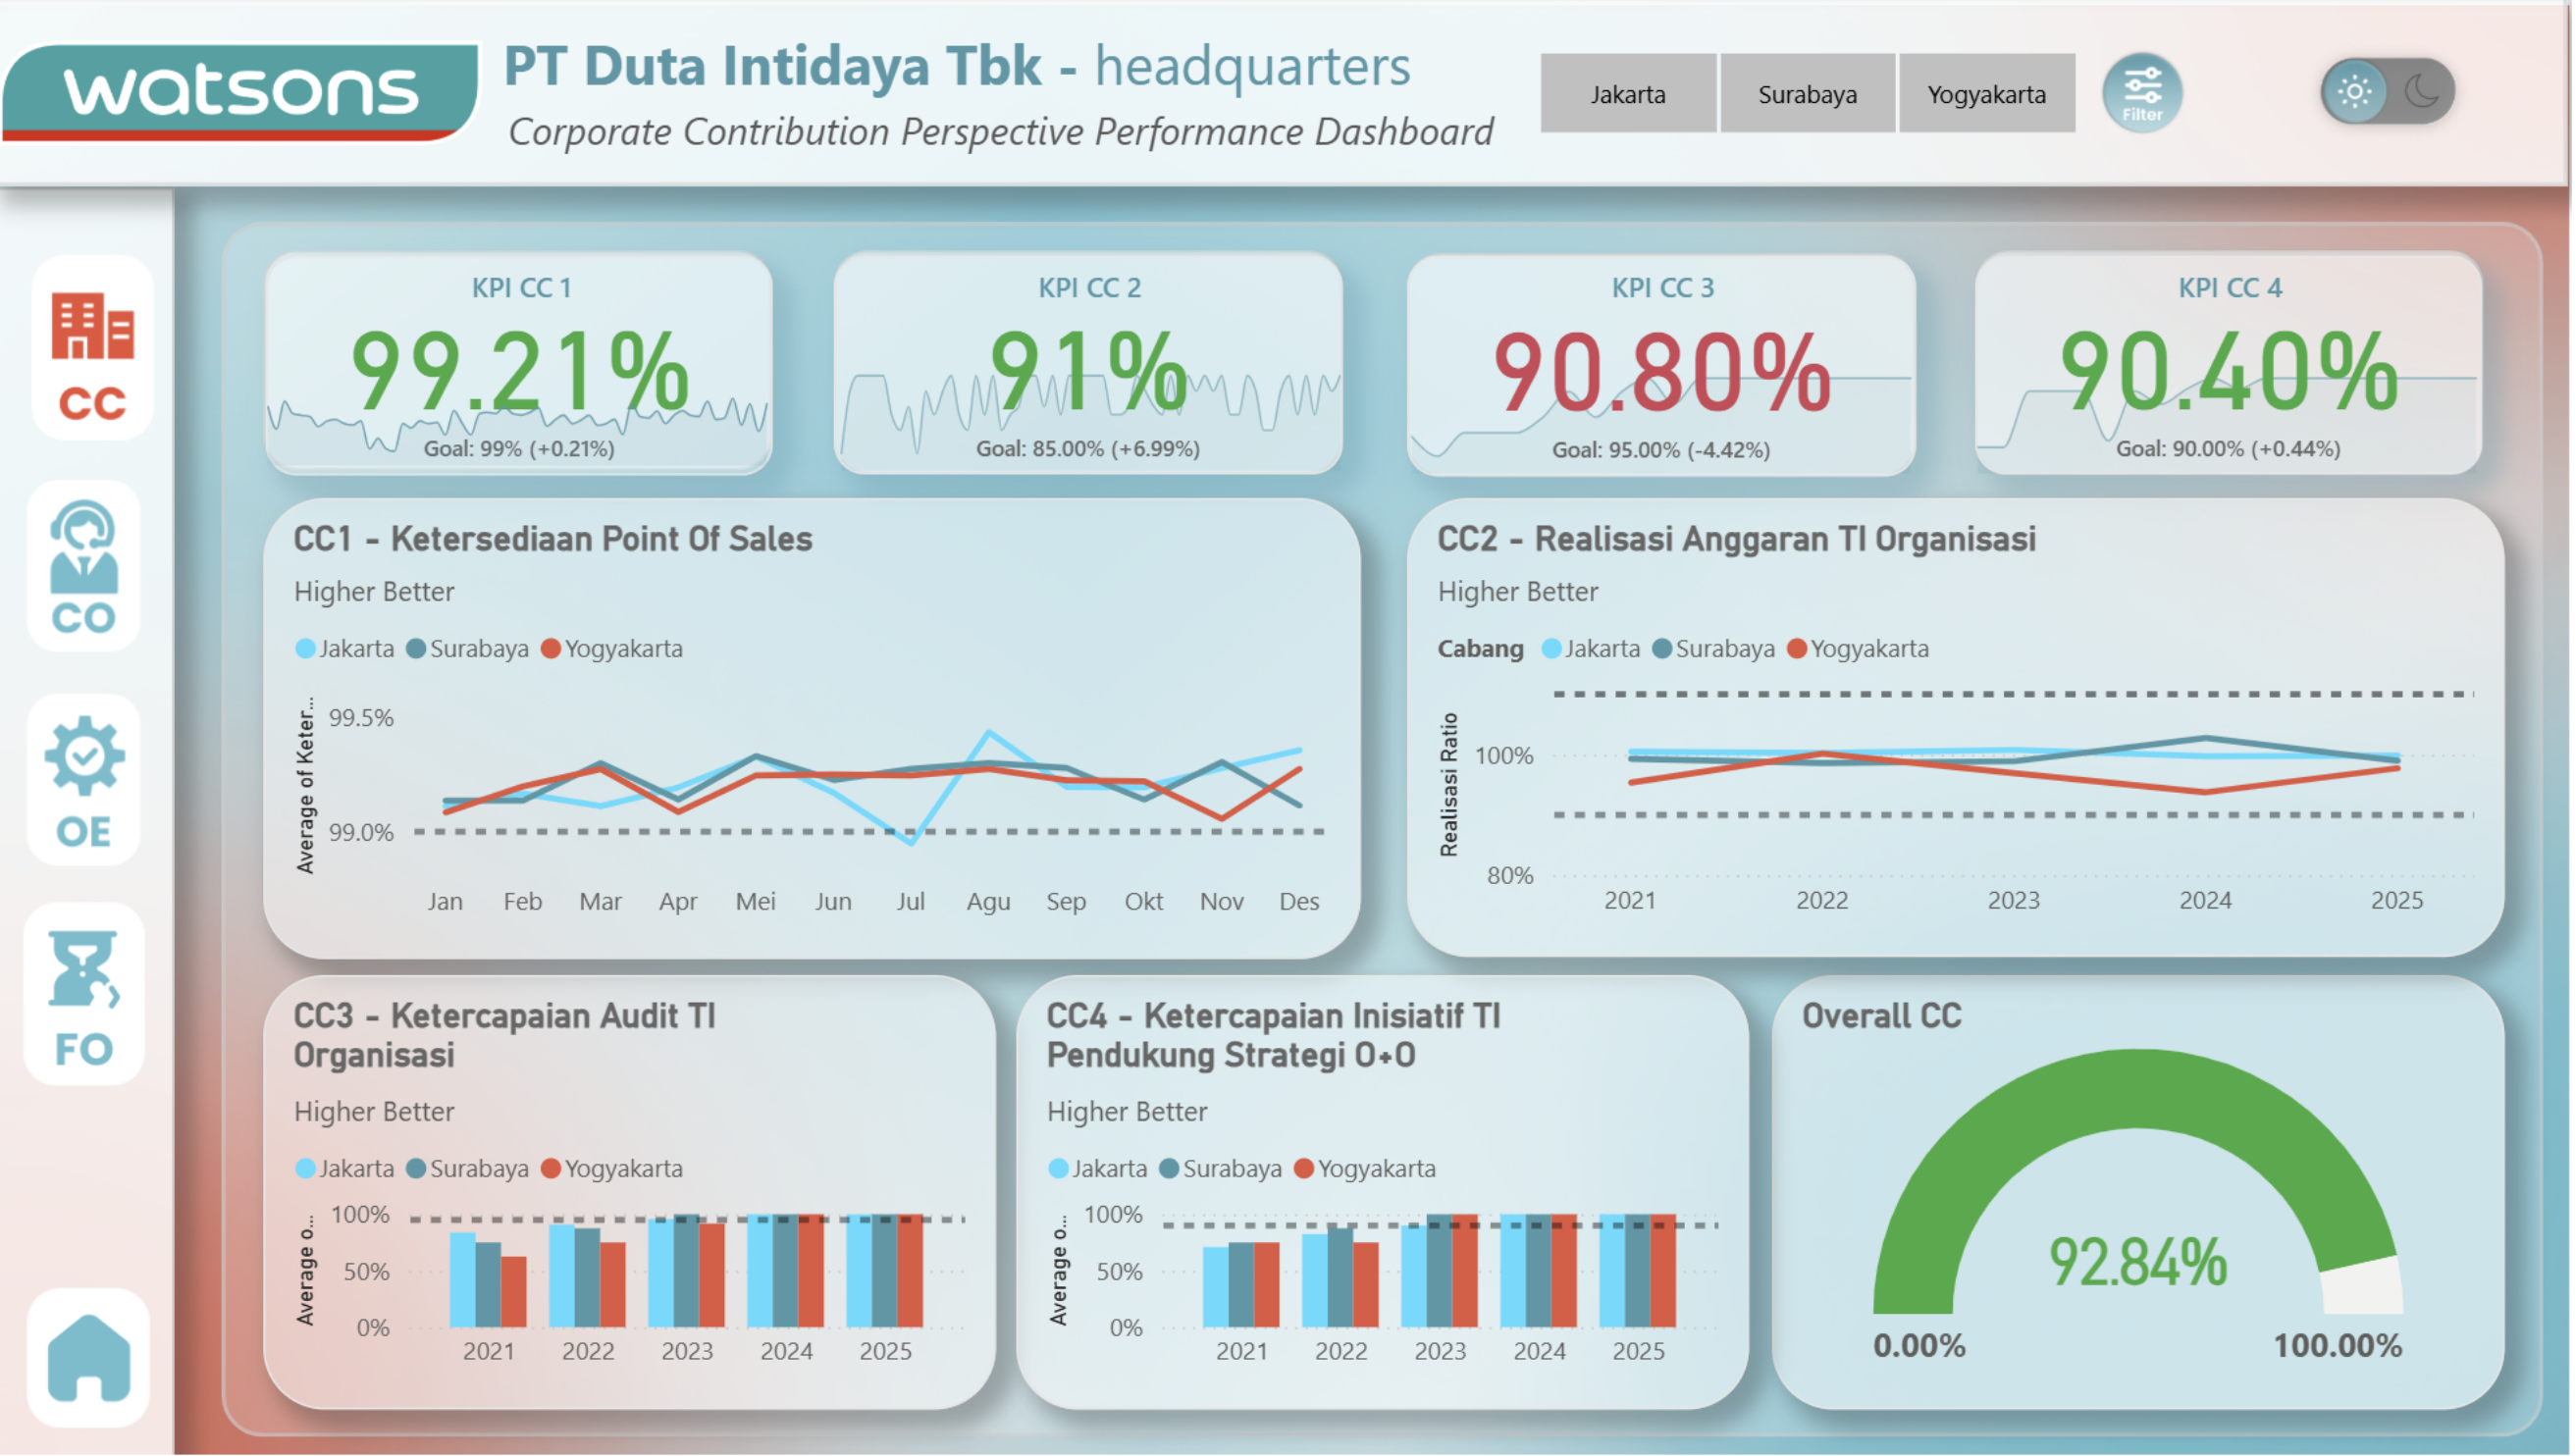 watsons
PT Duta Intidaya Tbk - headquarters
Corporate Contribution Perspective Performance Dashboard
Jakarta
Surabaya
Yogyakarta
Filter
CC
CO
OE
FO
KPI CC 1
99.21%
Goal: 99% (+0.21%)
KPI CC 2
91%
Goal: 85.00% (+6.99%)
KPI CC 3
90.80%
Goal: 95.00% (-4.42%)
KPI CC 4
90.40%
Goal: 90.00% (+0.44%)
CC1 - Ketersediaan Point Of Sales
Higher Better
Jakarta Surabaya Yogyakarta
Average of Keter...
99.5%
99.0%
Jan Feb Mar Apr Mei Jun Jul Agu Sep Okt Nov Des
CC2 - Realisasi Anggaran TI Organisasi
Higher Better
Cabang Jakarta Surabaya Yogyakarta
Realisasi Ratio
100%
80%
2021 2022 2023 2024 2025
CC3 - Ketercapaian Audit TI
Organisasi
Higher Better
Jakarta Surabaya Yogyakarta
Average o...
100%
50%
0%
2021 2022 2023 2024 2025
CC4 - Ketercapaian Inisiatif TI
Pendukung Strategi O+O
Higher Better
Jakarta Surabaya Yogyakarta
Average o...
100%
50%
0%
2021 2022 2023 2024 2025
Overall CC
92.84%
0.00%
100.00%